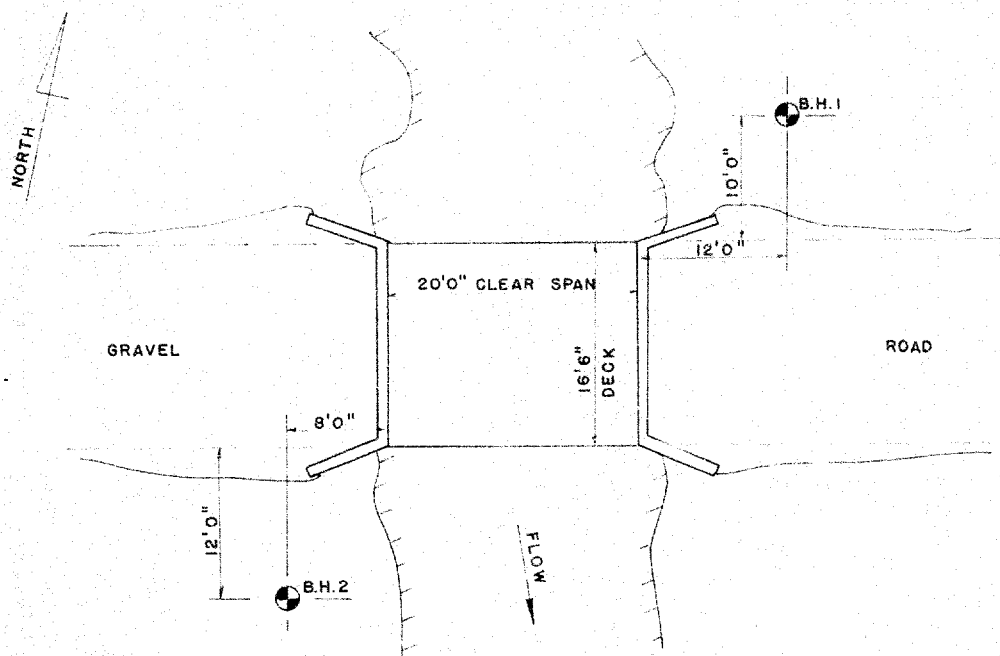 NORTH
B.H.1
10'0"
12'0"
20'0" CLEAR SPAN
16'6"
DECK
GRAVEL
ROAD
8'0"
12'0"
B.H.2
FLOW